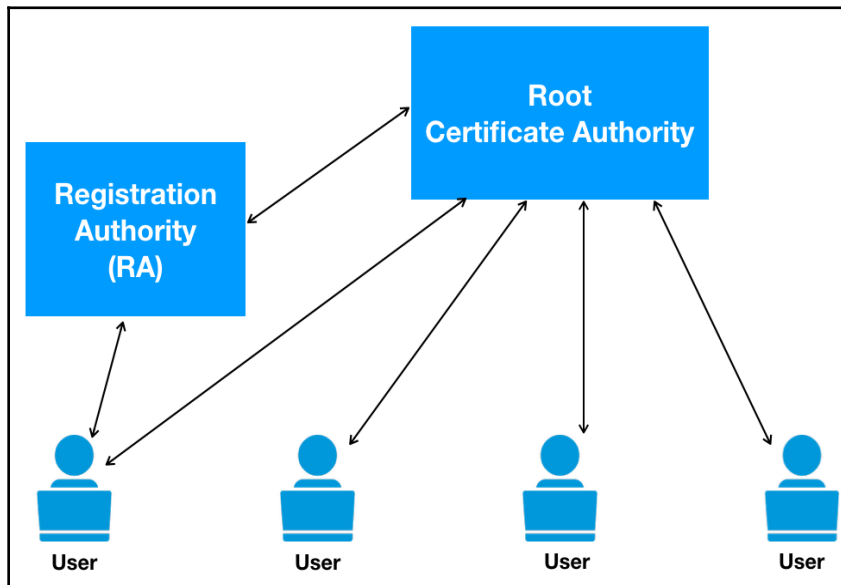 Root
Certificate Authority
Registration
Authority
(RA)
User
User
User
User